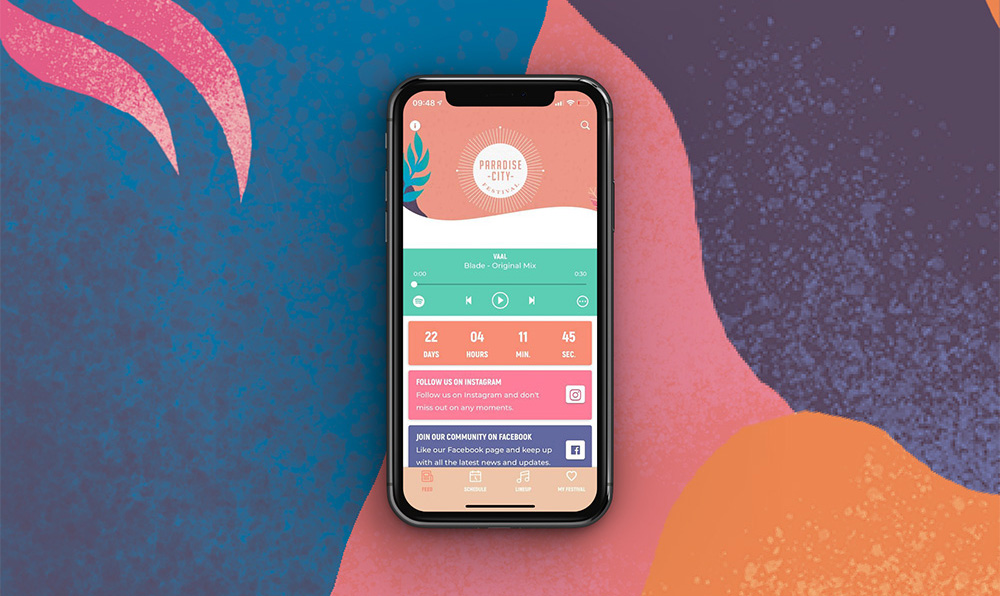 09:48
PARADISE
-CITY-
FESTIVAL
VAAL
Blade - Original Mix
0:00 0:30
22 04 11 45
DAYS HOURS MIN. SEC.
FOLLOW US ON INSTAGRAM
Follow us on Instagram and don't
miss out on any moments.
JOIN OUR COMMUNITY ON FACEBOOK
Like our Facebook page and keep up
with all the latest news and updates.
FEED SCHEDULE LINEUP MY FESTIVAL